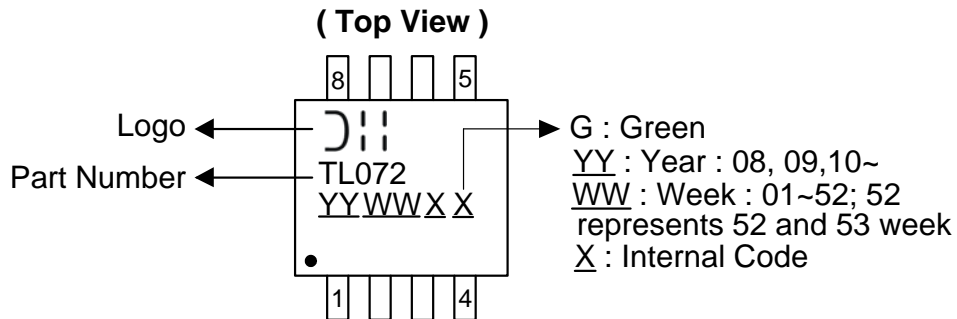 ( Top View )
8 5
Logo
TL072
Part Number
YYWWX X
G : Green
YY : Year : 08, 09,10~
WW : Week : 01~52; 52
represents 52 and 53 week
X : Internal Code
1 4